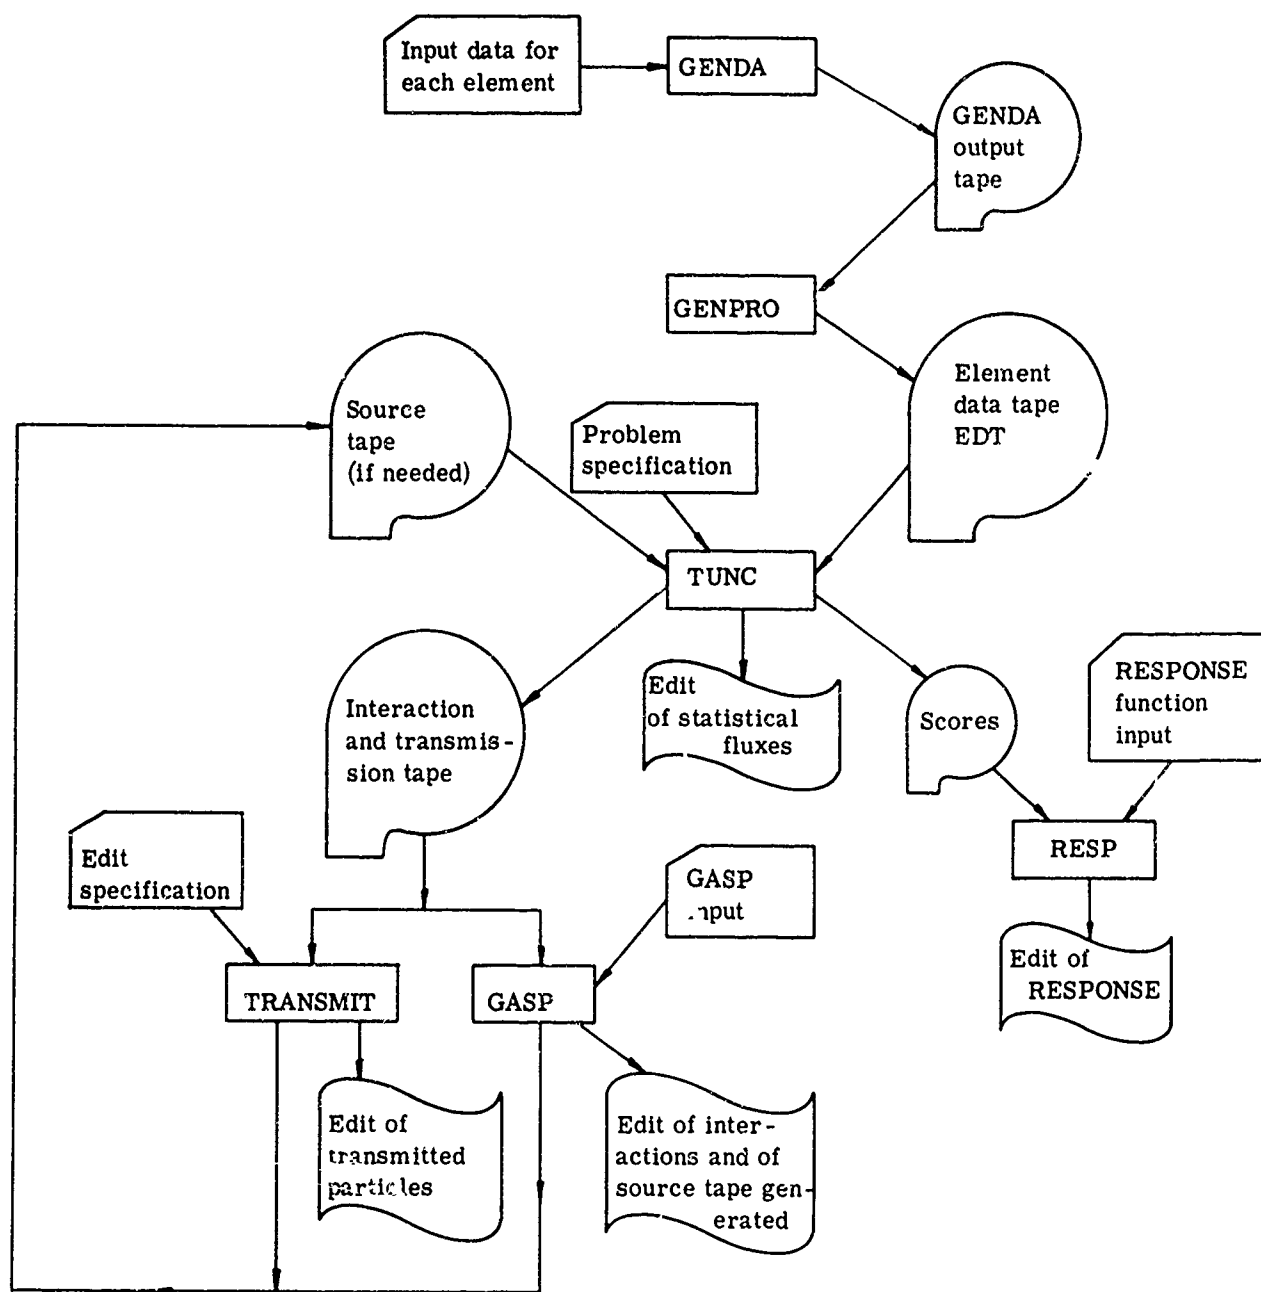 Input data for
each element
GENDA
GENDA
output
tape
GENPRO
Element
data tape
EDT
Source
tape
(if needed)
Problem
specification
TUNC
Interaction
and transmis-
sion tape
Edit
of statistical
fluxes
Scores
RESPONSE
function
input
RESP
Edit
specification
GASP
input
TRANSMIT
GASP
Edit of
RESPONSE
Edit of
transmitted
particles
Edit of inter-
actions and of
source tape gen-
erated